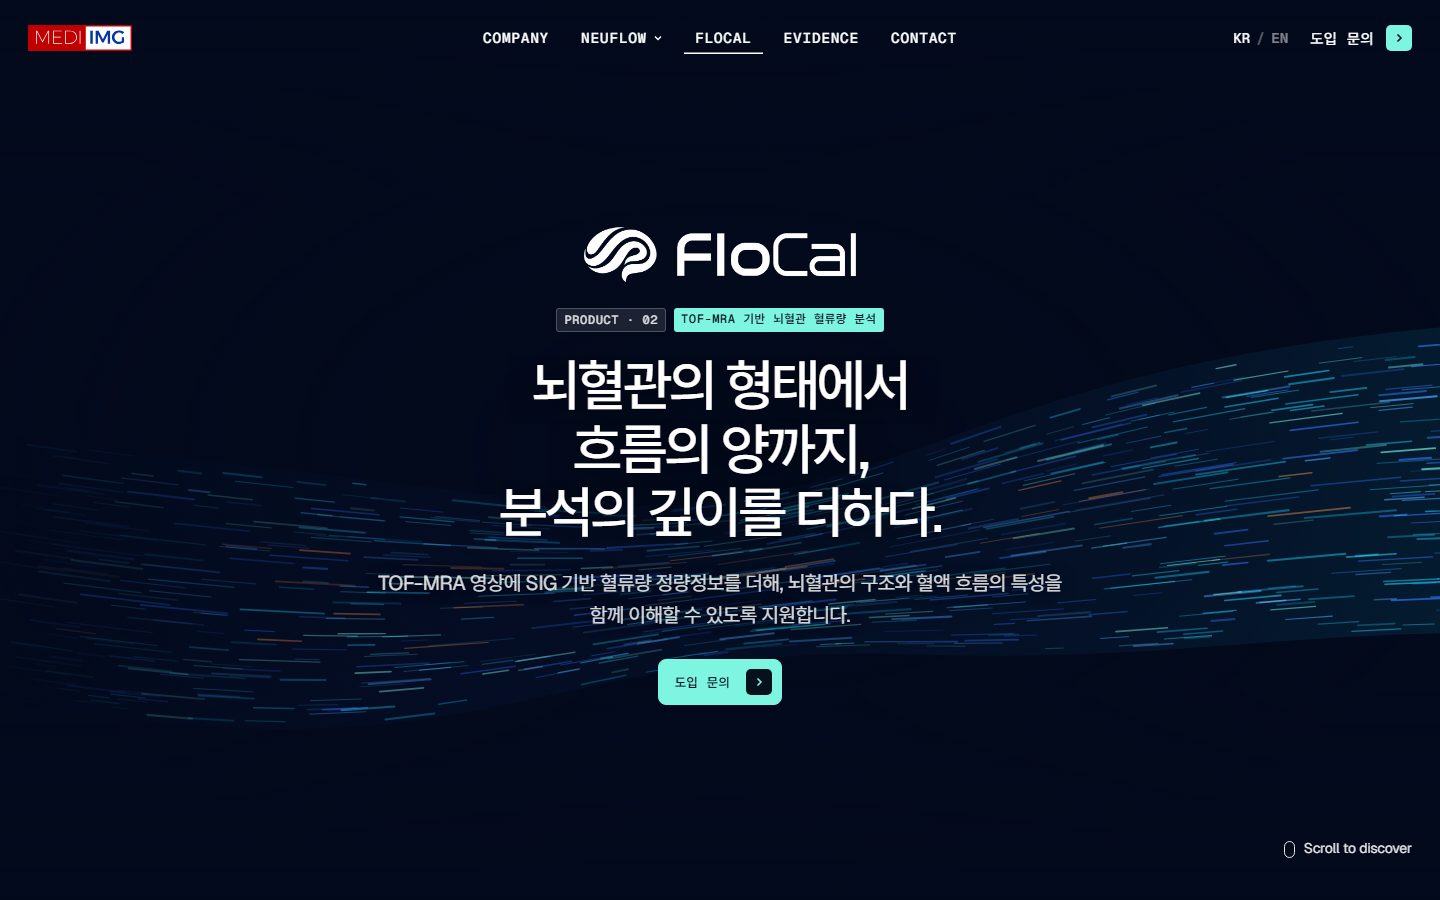 MEDI IMG
COMPANY NEUFLOW FLOCAL EVIDENCE CONTACT
KR / EN 도입 문의
FloCal
PRODUCT · 02 TOF-MRA 기반 뇌혈관 혈류량 분석
뇌혈관의 형태에서
흐름의 양까지,
분석의 깊이를 더하다.
TOF-MRA 영상에 SIG 기반 혈류량 정량정보를 더해, 뇌혈관의 구조와 혈액 흐름의 특성을
함께 이해할 수 있도록 지원합니다.
도입 문의
Scroll to discover